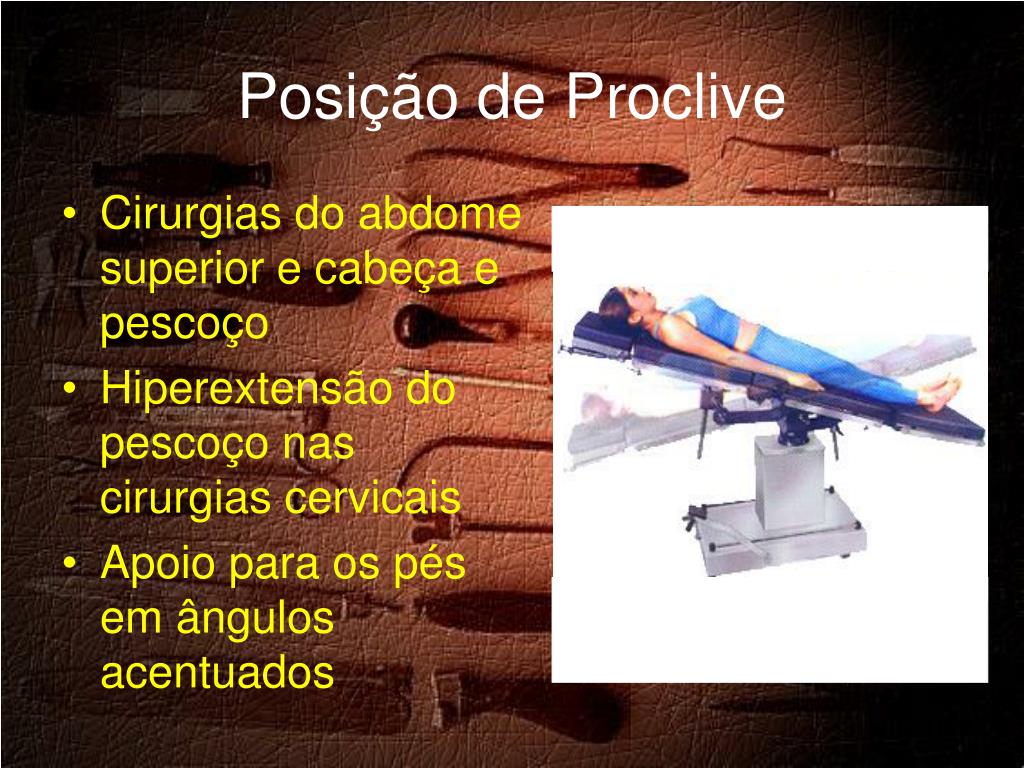 Posição de Proclive
• Cirurgias do abdome
superior e cabeça e
pescoço
• Hiperextensão do
pescoço nas
cirurgias cervicais
• Apoio para os pés
em ângulos
acentuados